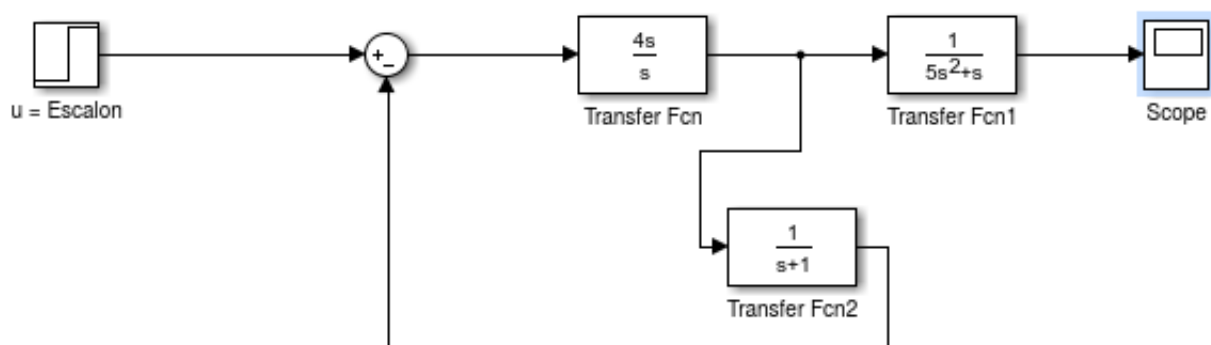 +
−
4s
s
1
5s²+s
u = Escalon
Transfer Fcn
Transfer Fcn1
Scope
1
s+1
Transfer Fcn2